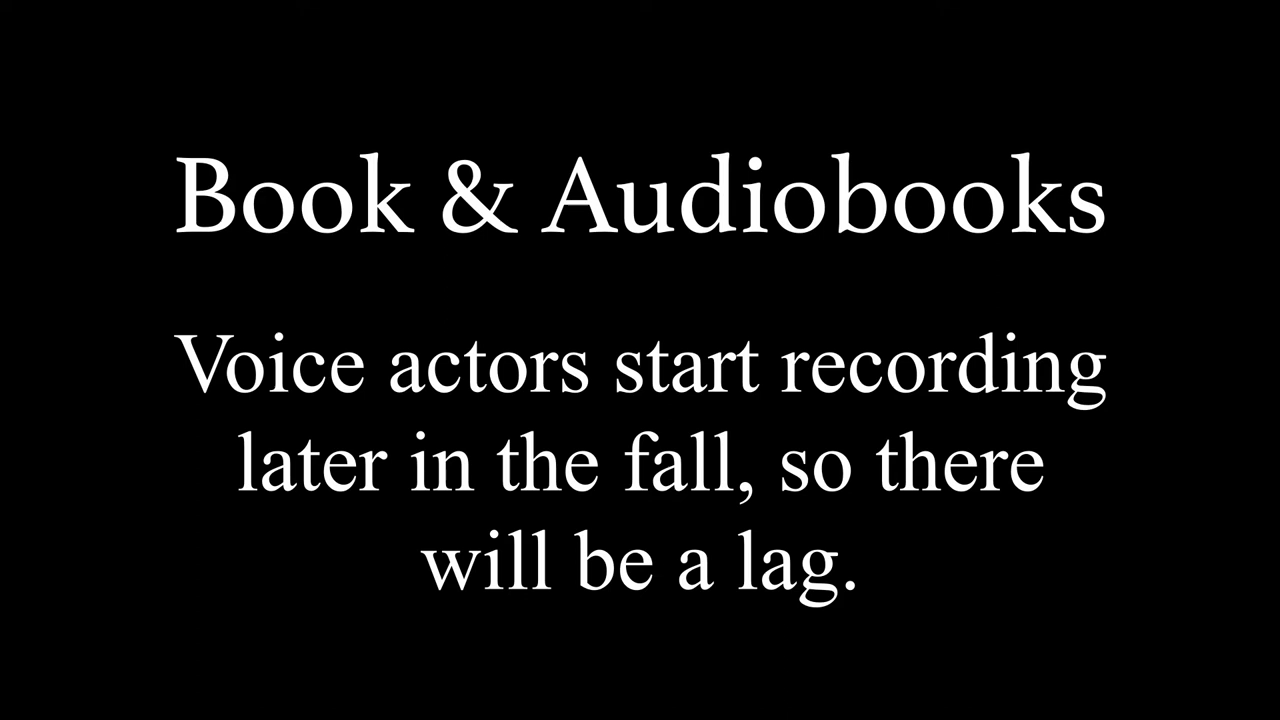 Book & Audiobooks
Voice actors start recording
later in the fall, so there
will be a lag.